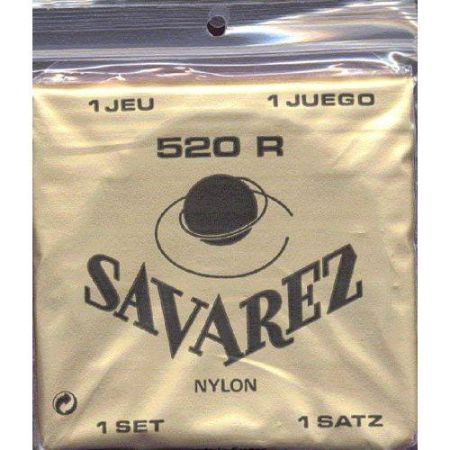 1 JEU 1 JUEGO
520 R
SAVAREZ
NYLON
1 SET 1 SATZ